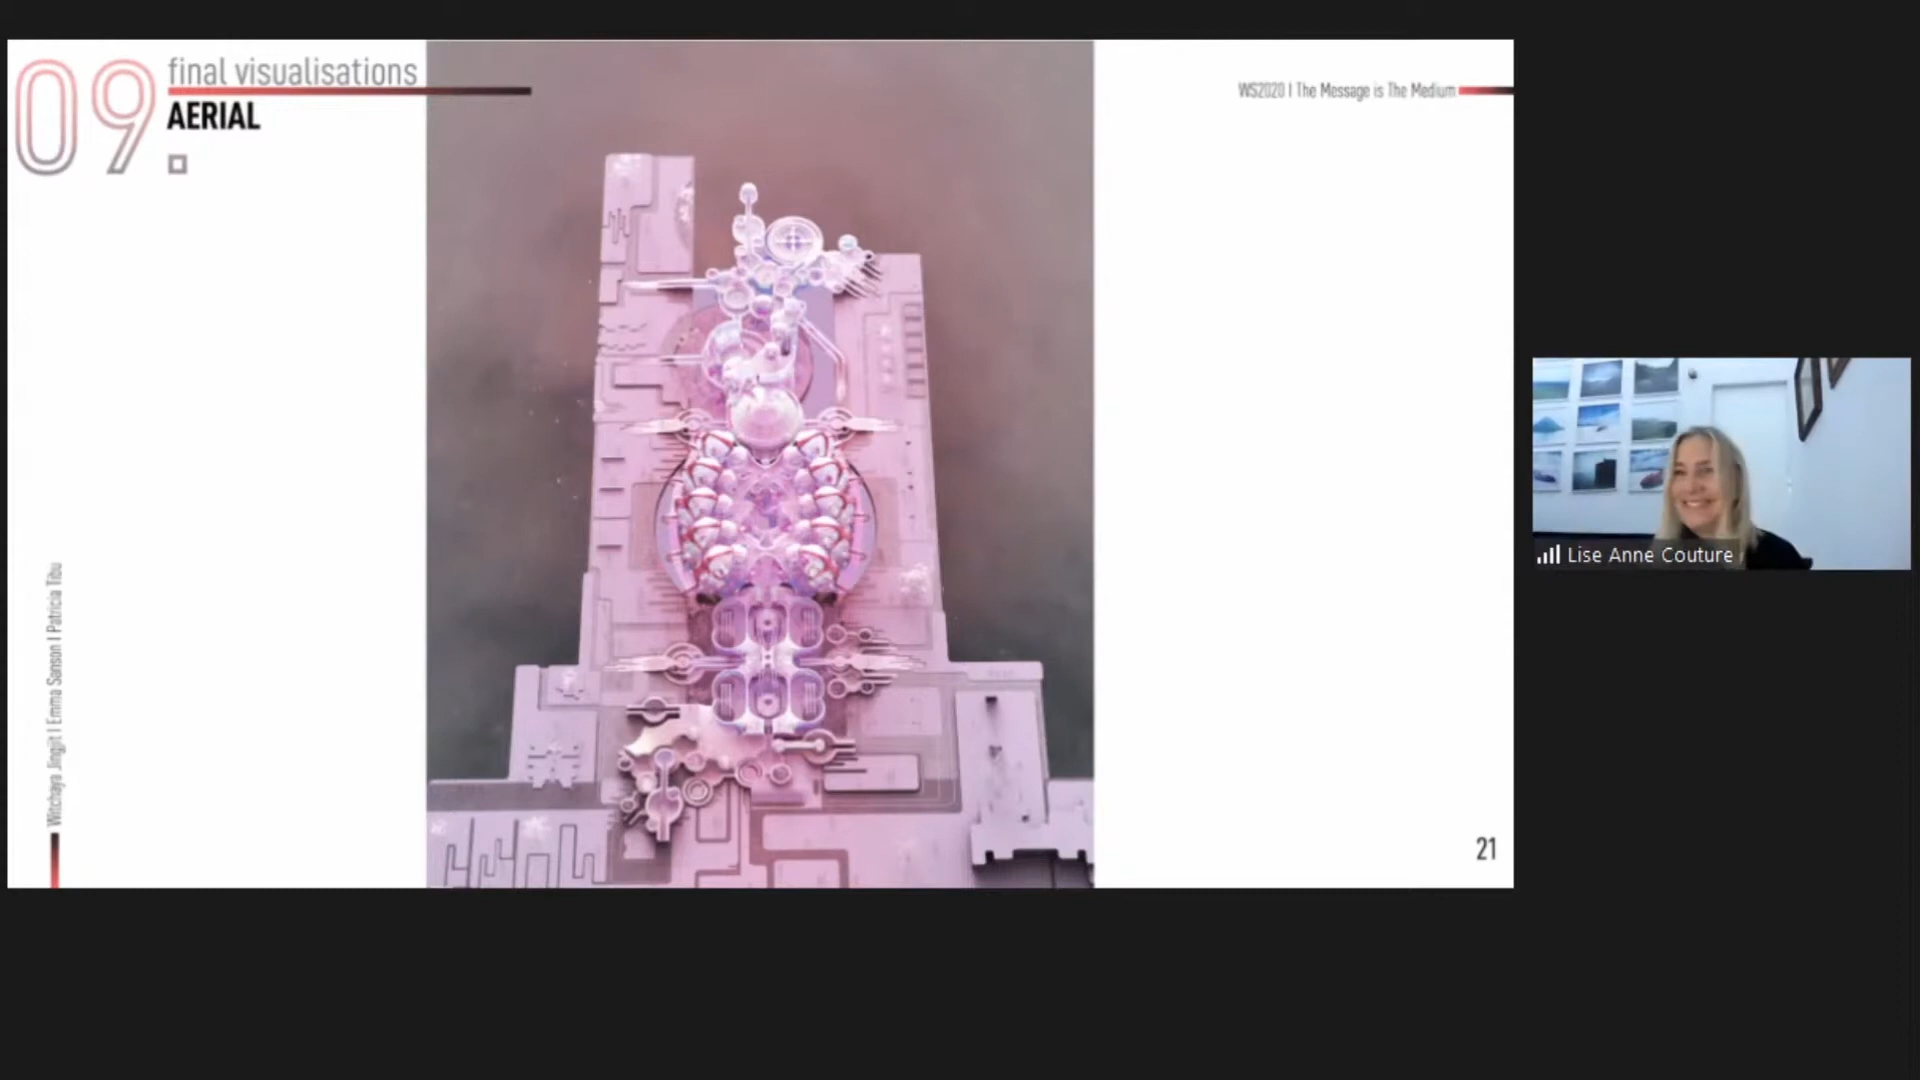 09.
final visualisations
AERIAL
WS2020 I The Message is The Medium
Witchaya Jingjit I Emma Sanson I Patricia Tibu
21
Lise Anne Couture